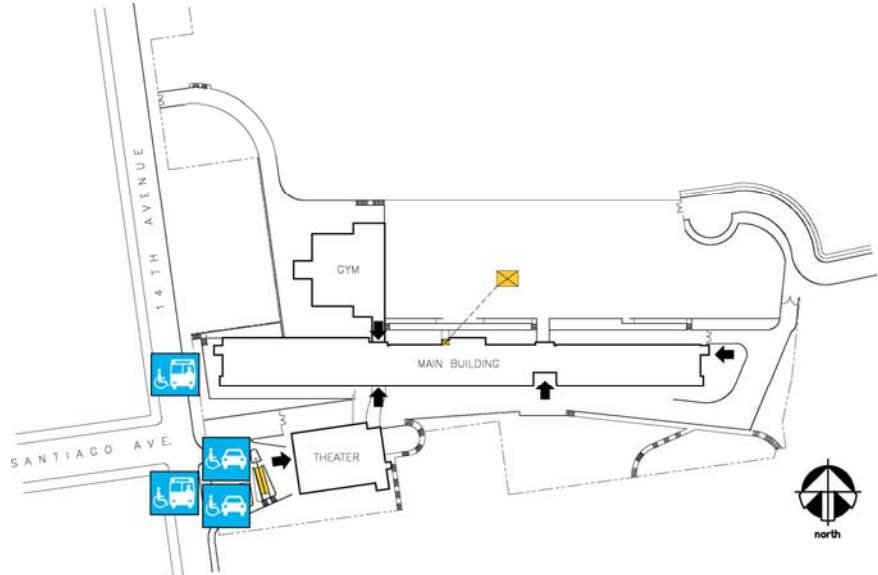 14TH AVENUE
GYM
MAIN BUILDING
SANTIAGO AVE.
THEATER
north